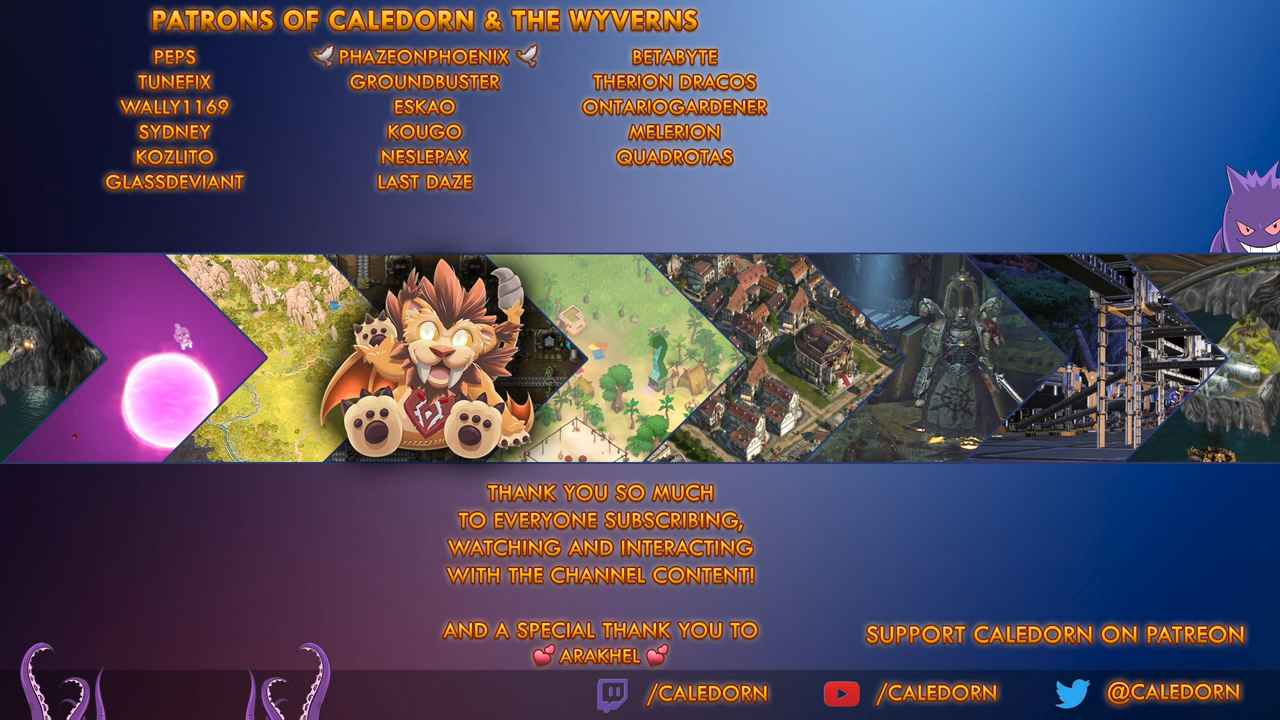 PATRONS OF CALEDORN & THE WYVERNS
PEPS
TUNEFIX
WALLY1169
SYDNEY
KOZLITO
GLASSDEVIANT
PHAZEONPHOENIX
GROUNDBUSTER
ESKAO
KOUGO
NESLEPAX
LAST DAZE
BETABYTE
THERION DRACOS
ONTARIOGARDENER
MELERION
QUADROTAS
THANK YOU SO MUCH
TO EVERYONE SUBSCRIBING,
WATCHING AND INTERACTING
WITH THE CHANNEL CONTENT!
AND A SPECIAL THANK YOU TO
💕 ARAKHEL 💕
SUPPORT CALEDORN ON PATREON
/CALEDORN
/CALEDORN
@CALEDORN